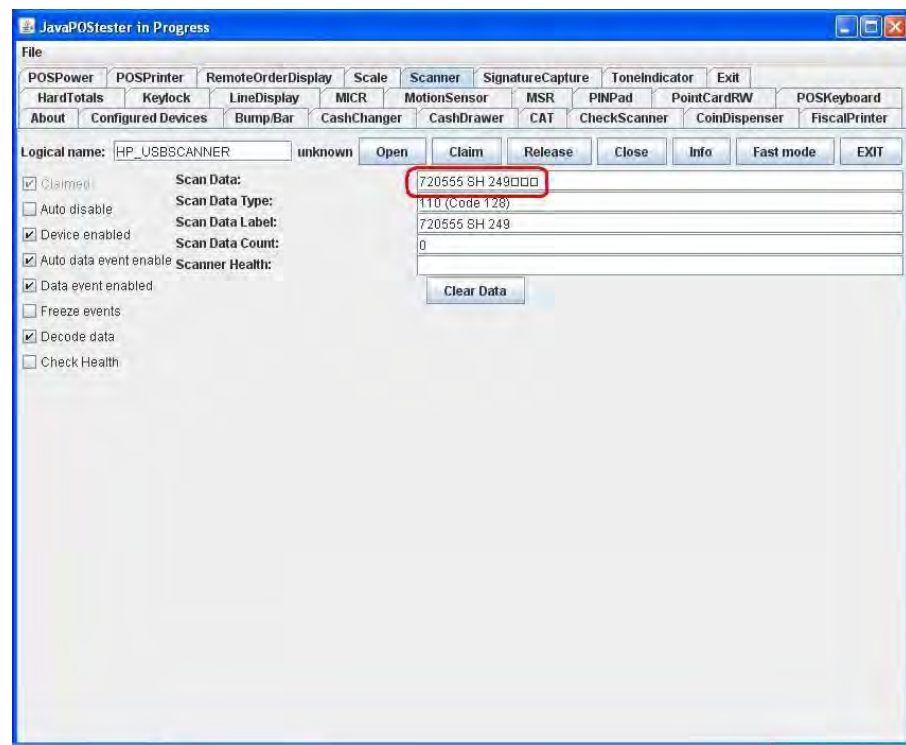 JavaPOStester in Progress
File
POSPower POSPrinter RemoteOrderDisplay Scale Scanner SignatureCapture ToneIndicator Exit
HardTotals Keylock LineDisplay MICR MotionSensor MSR PINPad PointCardRW POSKeyboard
About Configured Devices Bump/Bar CashChanger CashDrawer CAT CheckScanner CoinDispenser FiscalPrinter
Logical name: HP_USBSCANNER unknown Open Claim Release Close Info Fast mode EXIT
Claimed
Auto disable
Device enabled
Auto data event enable
Data event enabled
Freeze events
Decode data
Check Health
Scan Data: 720555 SH 249□□□
Scan Data Type: 110 (Code 128)
Scan Data Label: 720555 SH 249
Scan Data Count: 0
Scanner Health:
Clear Data